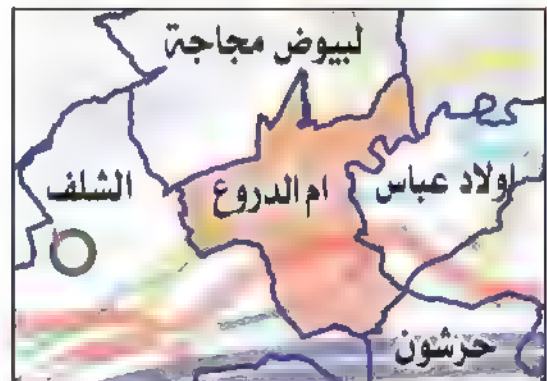 لبيوض مجاجة
اولاد عباس
ام الدروع
الشلف
حرشون